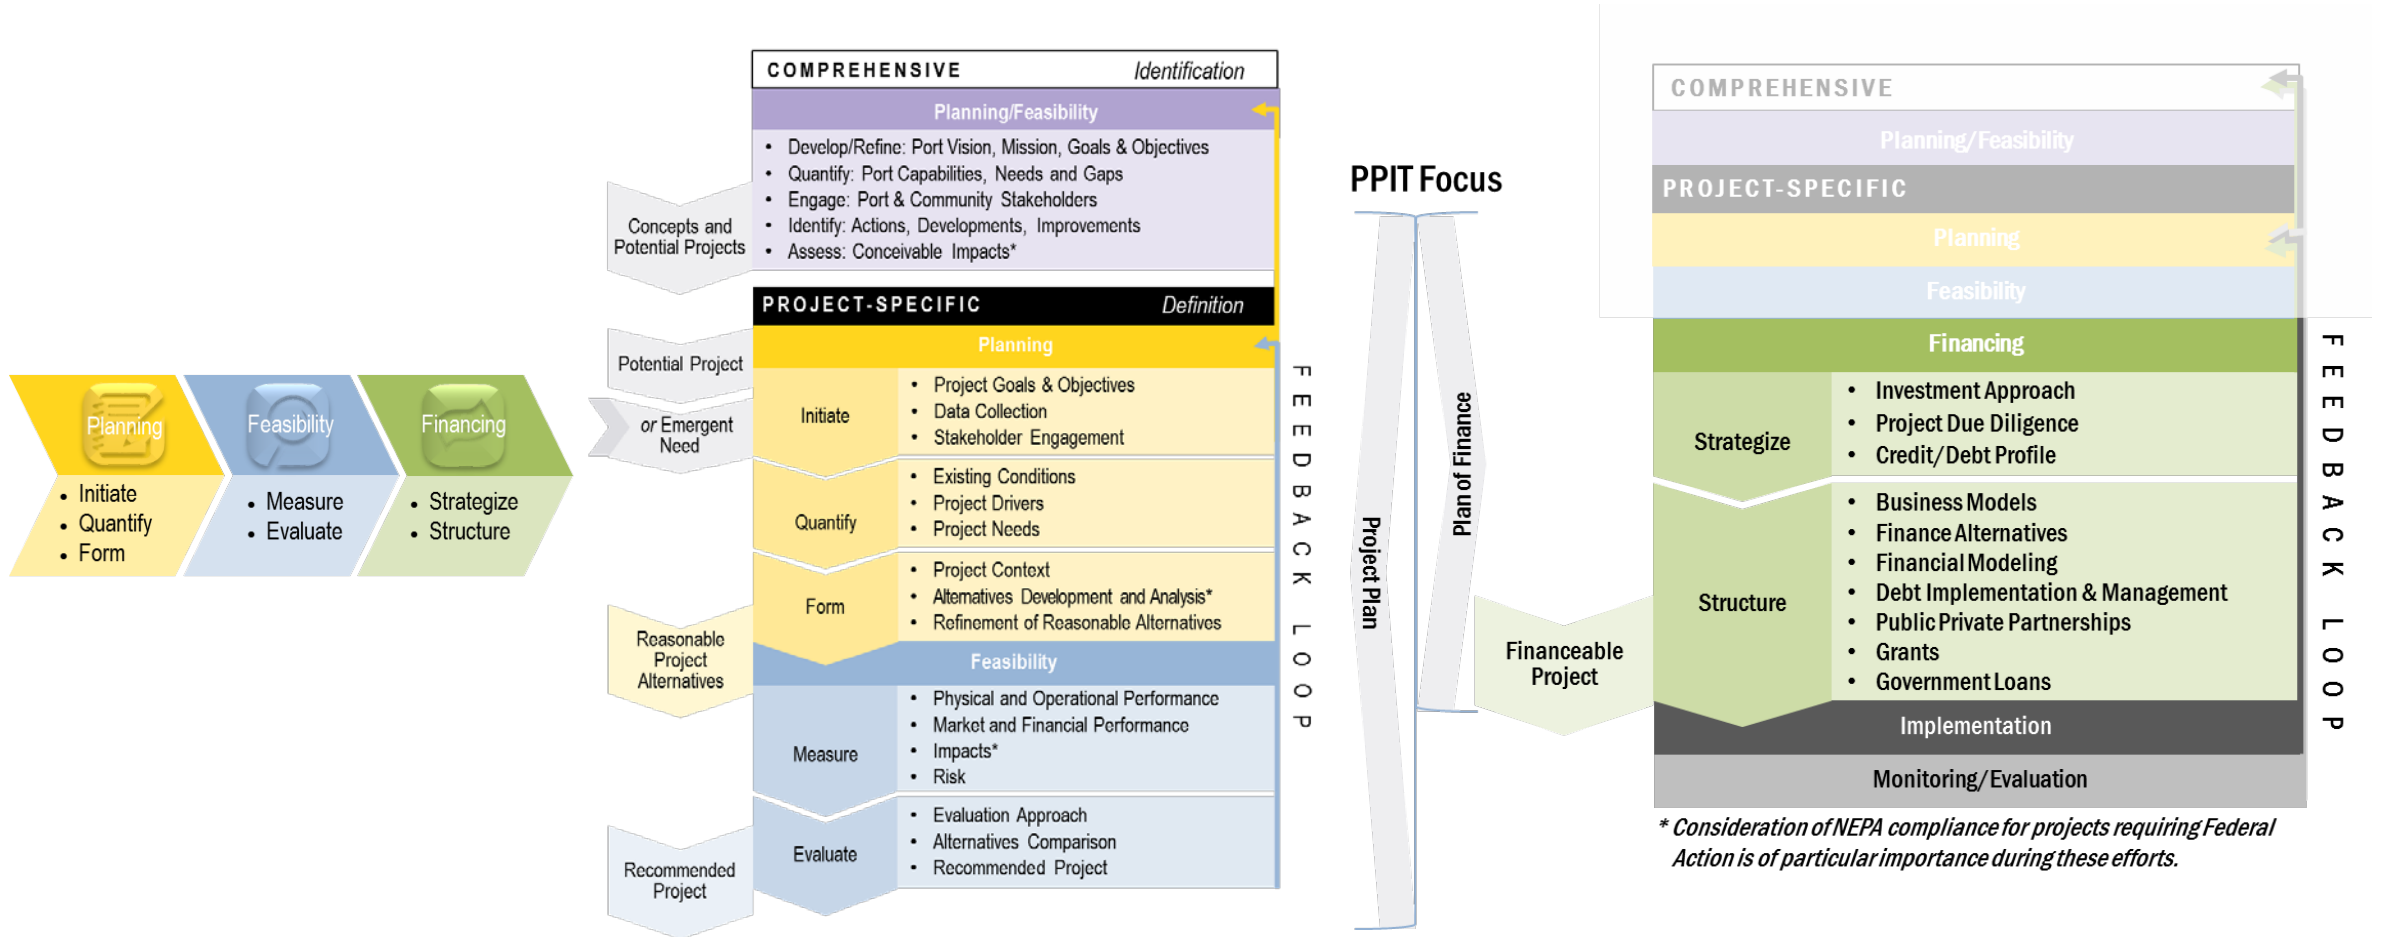 Planning
• Initiate
• Quantify
• Form
Feasibility
• Measure
• Evaluate
Financing
• Strategize
• Structure
Concepts and
Potential Projects
Potential Project
or Emergent
Need
Reasonable
Project
Alternatives
Recommended
Project
COMPREHENSIVE Identification
Planning/Feasibility
• Develop/Refine: Port Vision, Mission, Goals & Objectives
• Quantify: Port Capabilities, Needs and Gaps
• Engage: Port & Community Stakeholders
• Identify: Actions, Developments, Improvements
• Assess: Conceivable Impacts*
PROJECT-SPECIFIC Definition
Planning
Initiate
• Project Goals & Objectives
• Data Collection
• Stakeholder Engagement
Quantify
• Existing Conditions
• Project Drivers
• Project Needs
Form
• Project Context
• Alternatives Development and Analysis*
• Refinement of Reasonable Alternatives
Feasibility
Measure
• Physical and Operational Performance
• Market and Financial Performance
• Impacts*
• Risk
Evaluate
• Evaluation Approach
• Alternatives Comparison
• Recommended Project
FEEDBACK LOOP
PPIT Focus
Project Plan
Plan of Finance
Financeable
Project
COMPREHENSIVE
Planning/Feasibility
PROJECT-SPECIFIC
Planning
Feasibility
Financing
Strategize
• Investment Approach
• Project Due Diligence
• Credit/Debt Profile
Structure
• Business Models
• Finance Alternatives
• Financial Modeling
• Debt Implementation & Management
• Public Private Partnerships
• Grants
• Government Loans
Implementation
Monitoring/Evaluation
FEEDBACK LOOP
* Consideration of NEPA compliance for projects requiring Federal
Action is of particular importance during these efforts.